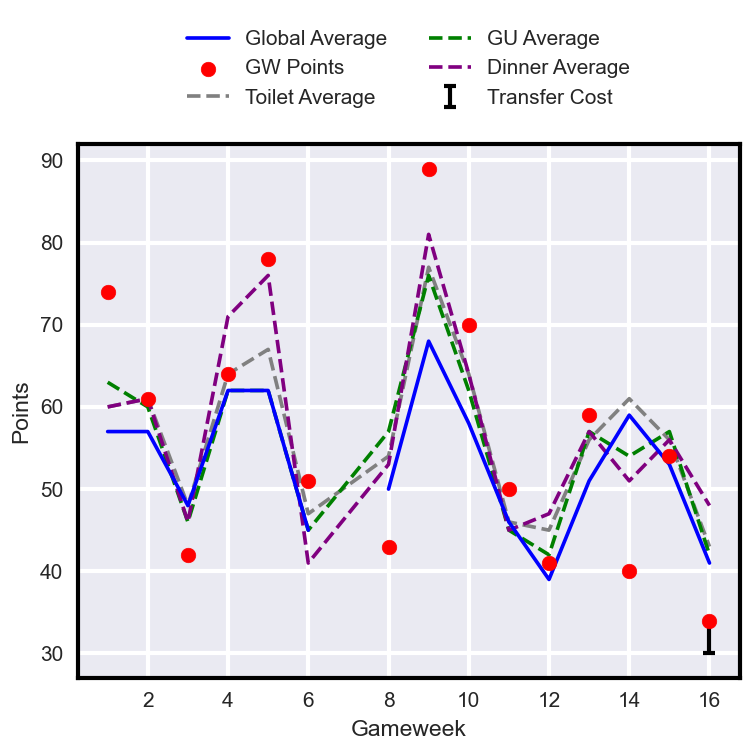 Global Average
GW Points
Toilet Average
GU Average
Dinner Average
Transfer Cost
90
80
70
60
50
40
30
Points
2 4 6 8 10 12 14 16
Gameweek